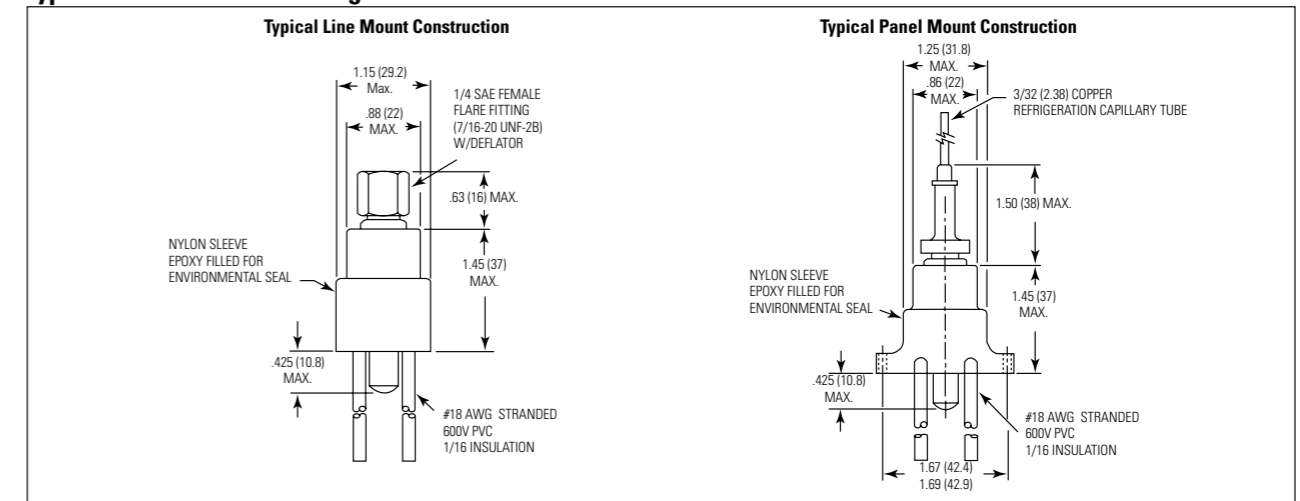 Typical Line Mount Construction
1.15 (29.2)
Max.
.88 (22)
MAX.
1/4 SAE FEMALE
FLARE FITTING
(7/16-20 UNF-2B)
W/DEFLATOR
.63 (16) MAX.
NYLON SLEEVE
EPOXY FILLED FOR
ENVIRONMENTAL SEAL
1.45 (37)
MAX.
.425 (10.8)
MAX.
#18 AWG STRANDED
600V PVC
1/16 INSULATION
Typical Panel Mount Construction
1.25 (31.8)
MAX.
.86 (22)
MAX.
3/32 (2.38) COPPER
REFRIGERATION CAPILLARY TUBE
1.50 (38) MAX.
NYLON SLEEVE
EPOXY FILLED FOR
ENVIRONMENTAL SEAL
1.45 (37)
MAX.
.425 (10.8)
MAX.
#18 AWG STRANDED
600V PVC
1/16 INSULATION
1.67 (42.4)
1.69 (42.9)